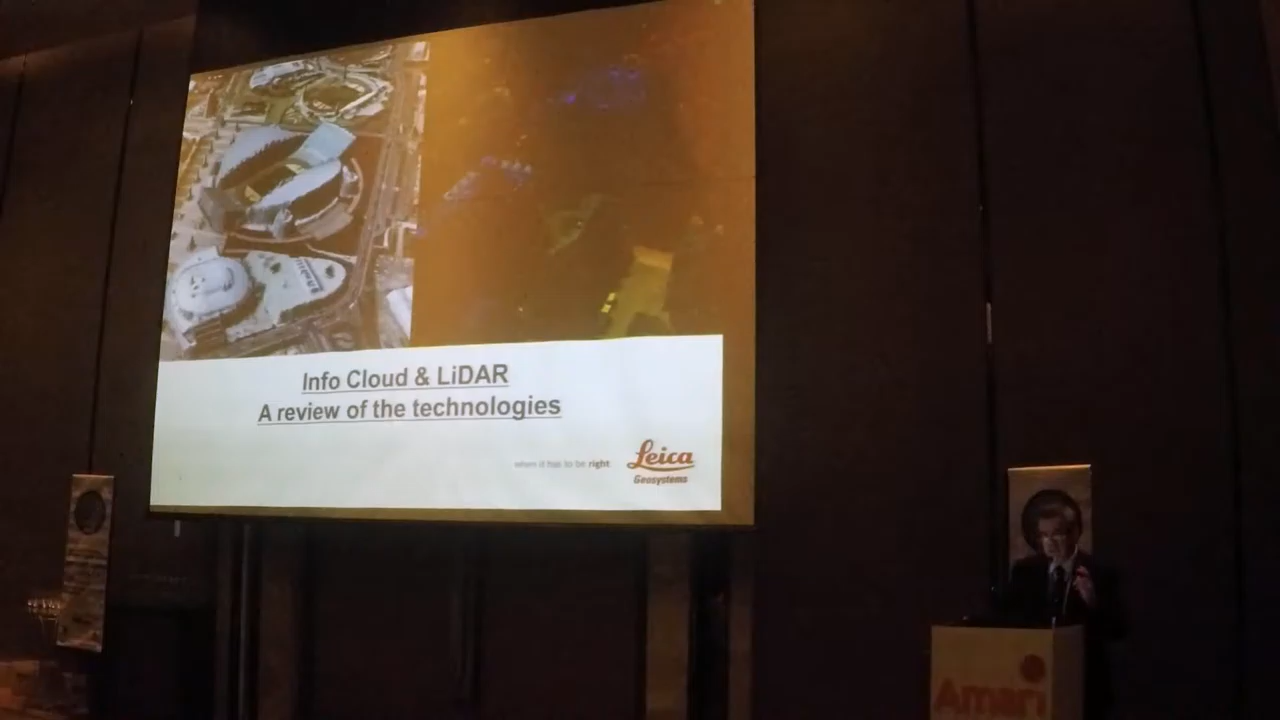 Info Cloud & LiDAR
A review of the technologies
when it has to be right
Leica
Geosystems
Amari